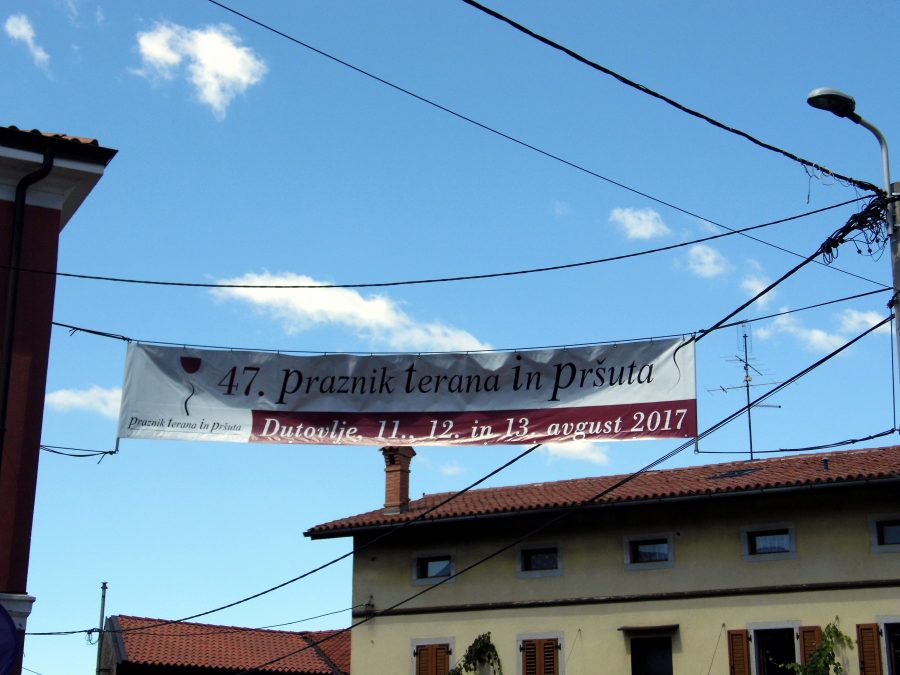 47. Praznik terana in pršuta
Praznik terana in pršuta
Dutovlje, 11., 12. in 13. avgust 2017